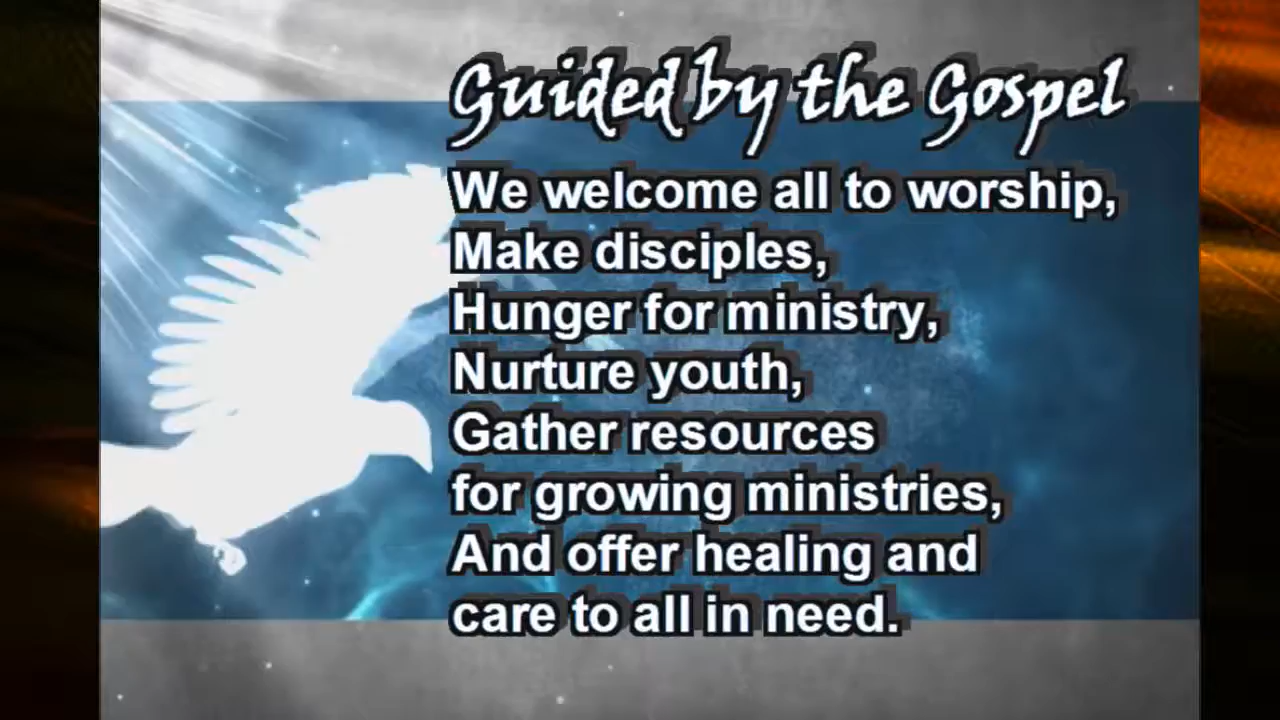 Guided by the Gospel
We welcome all to worship,
Make disciples,
Hunger for ministry,
Nurture youth,
Gather resources
for growing ministries,
And offer healing and
care to all in need.